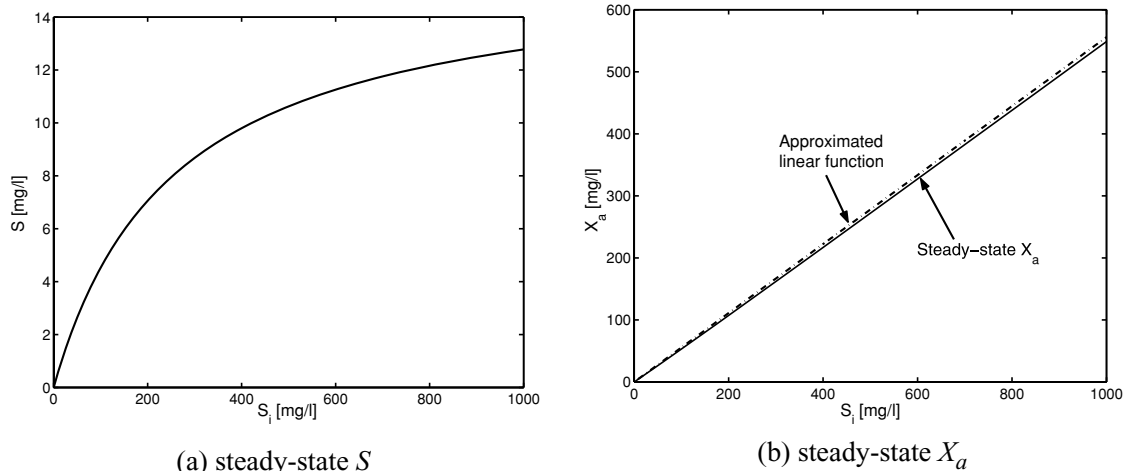 14
12
10
8
6
4
2
0
S [mg/l]
0 200 400 600 800 1000
S_i [mg/l]
(a) steady-state S
600
500
400
300
200
100
0
X_a [mg/l]
Approximated
linear function
Steady−state X_a
0 200 400 600 800 1000
S_i [mg/l]
(b) steady-state X_a